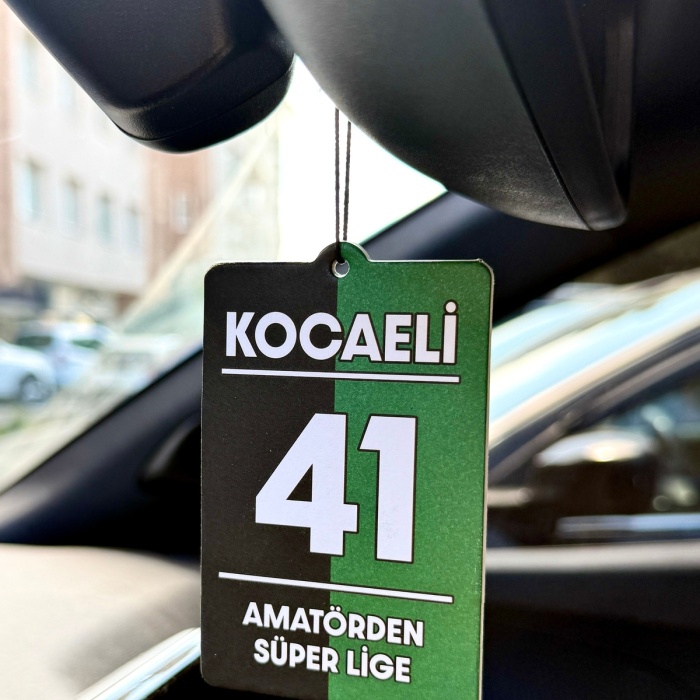 KOCAELİ
41
AMATÖRDEN
SÜPER LİGE